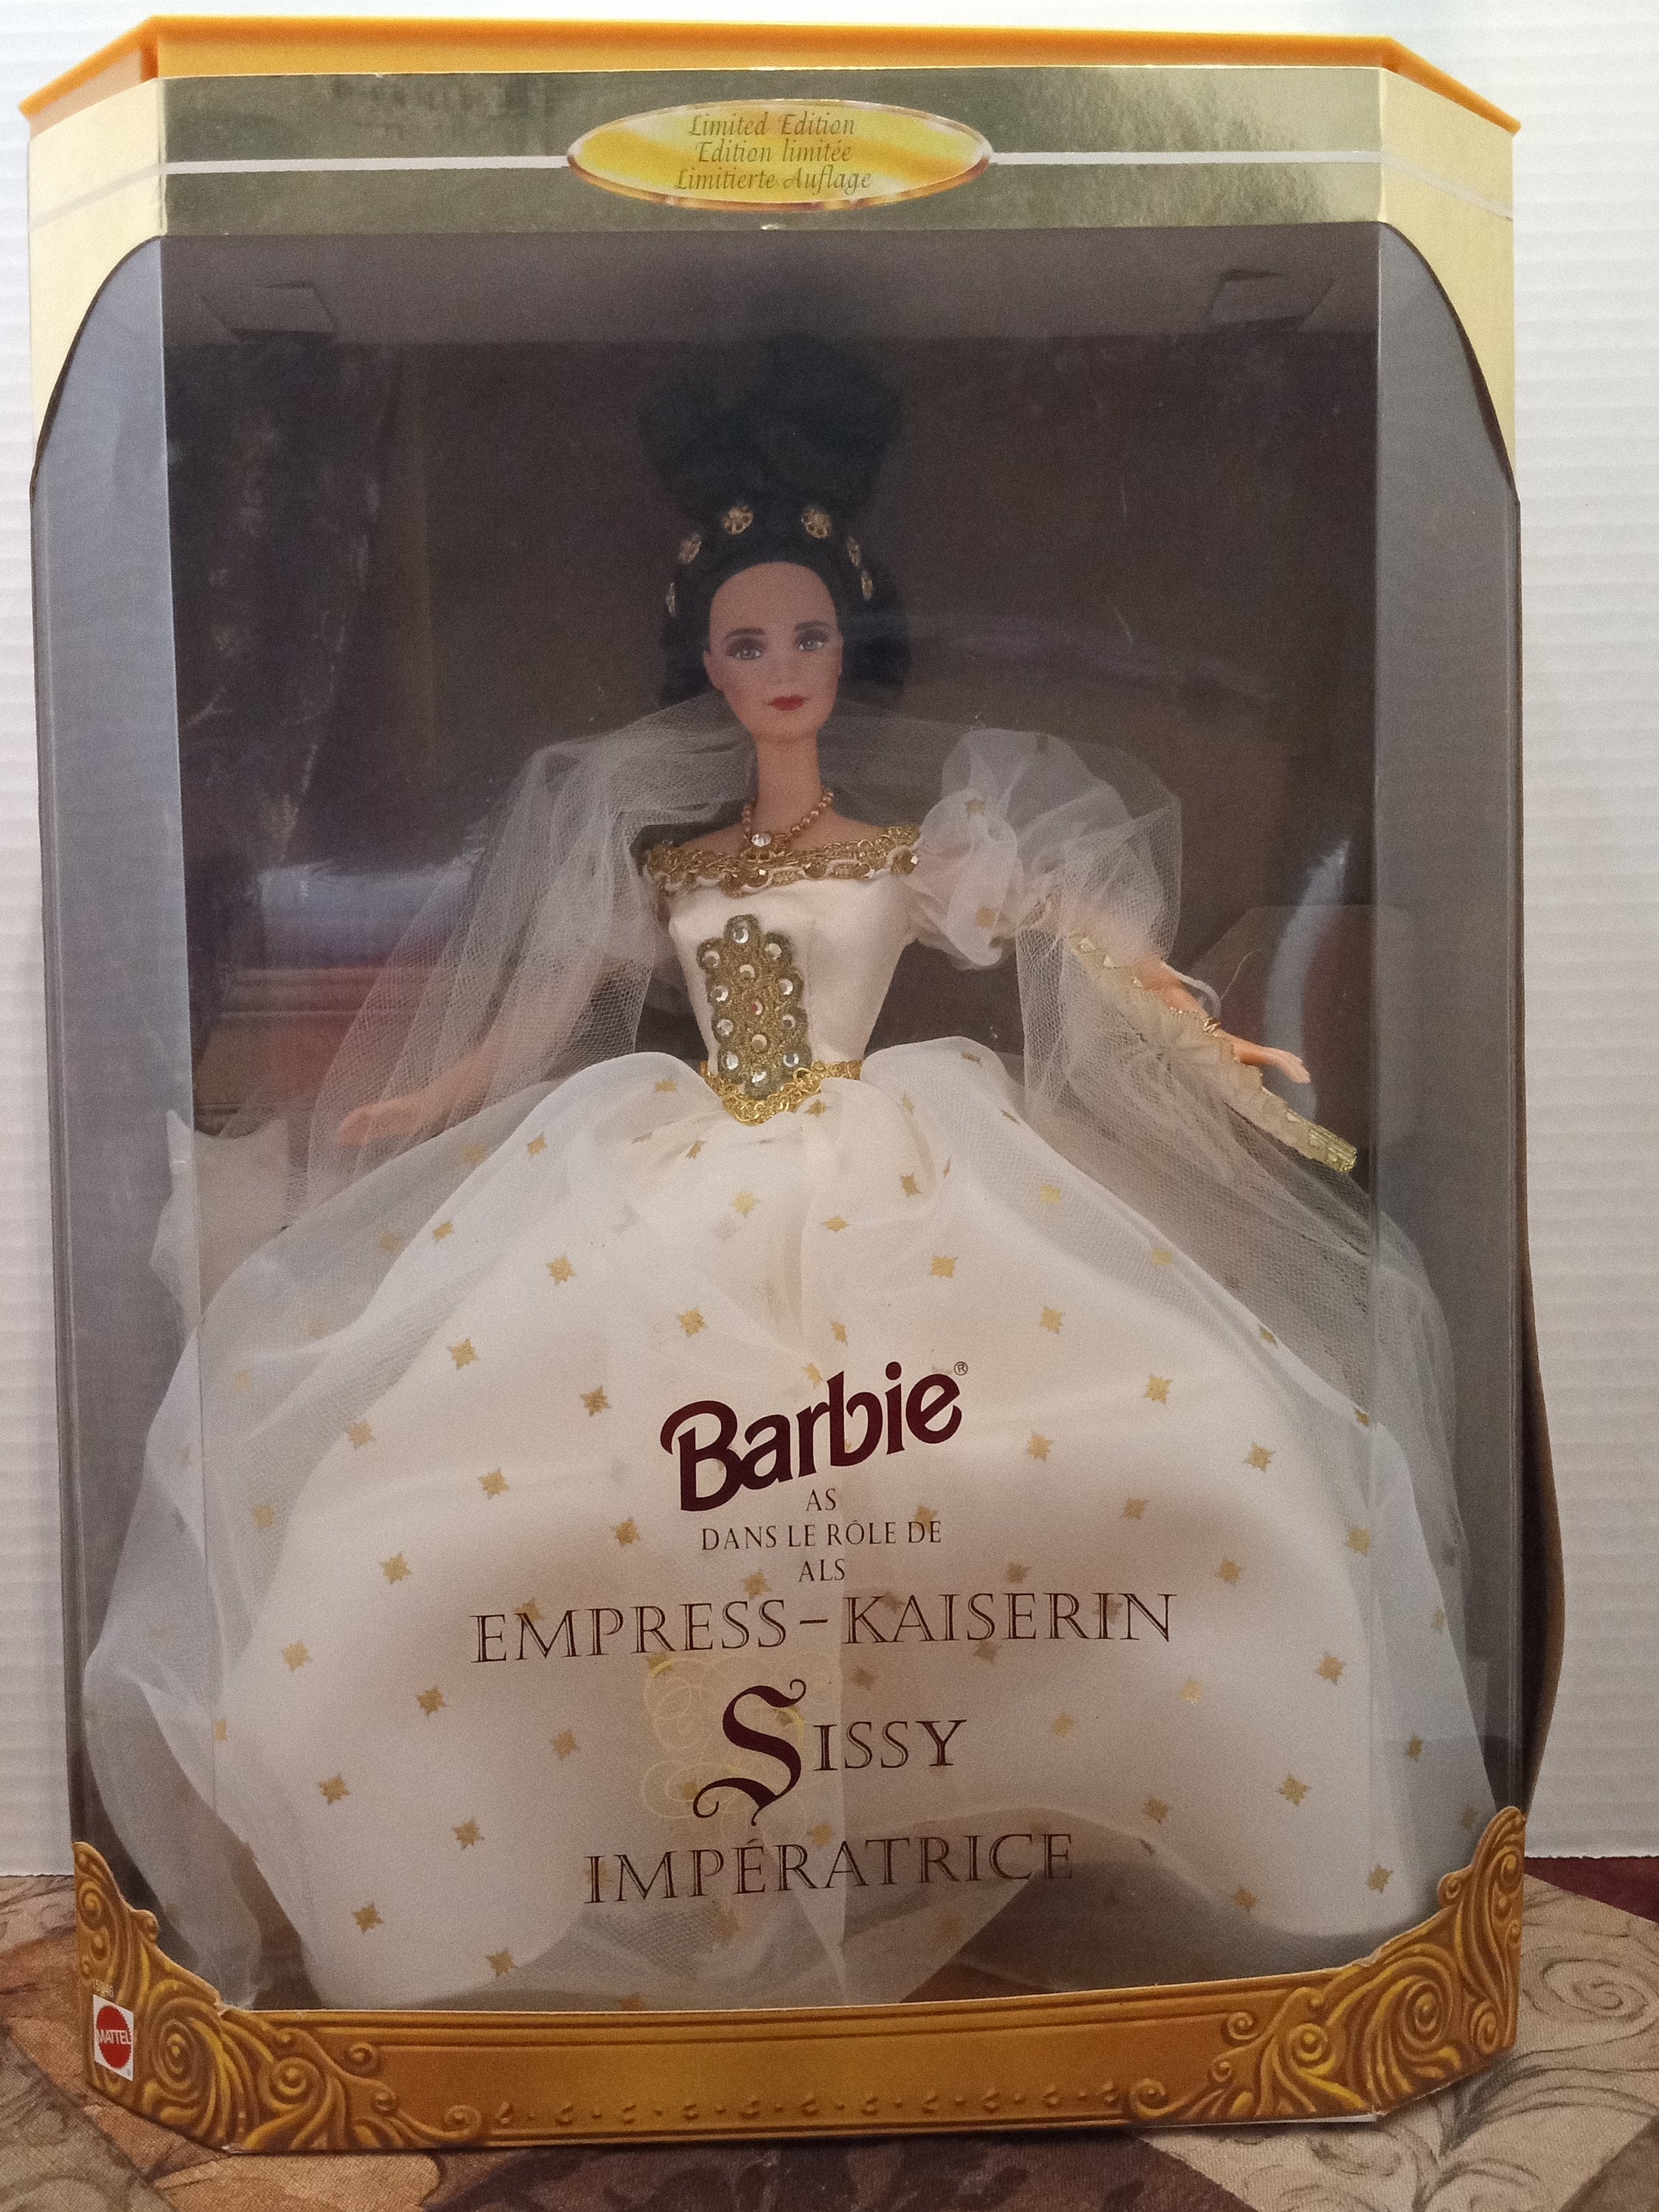 Limited Edition
Edition limitée
Limitierte Auflage
Barbie®
AS
DANS LE RÔLE DE
ALS
EMPRESS-KAISERIN
SISSY
IMPÉRATRICE
MATTEL